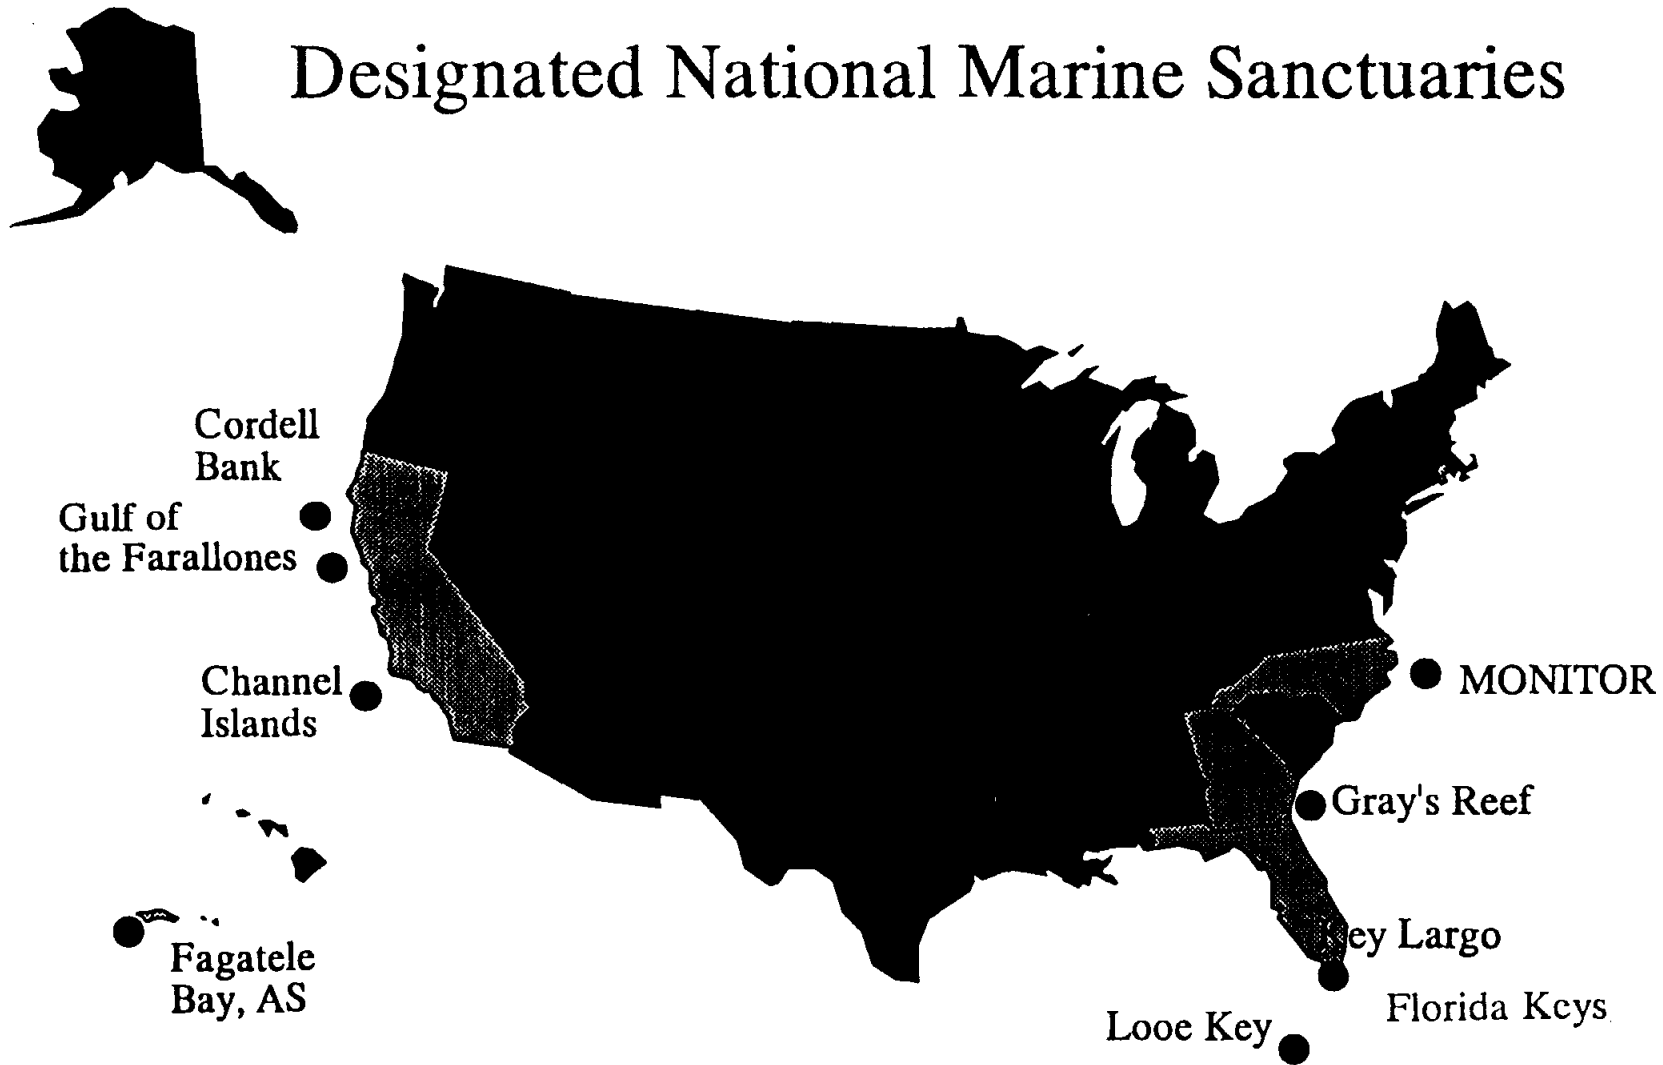 Designated National Marine Sanctuaries
Cordell
Bank
Gulf of
the Farallones
Channel
Islands
MONITOR
Gray's Reef
Key Largo
Fagatele
Bay, AS
Florida Keys
Looe Key